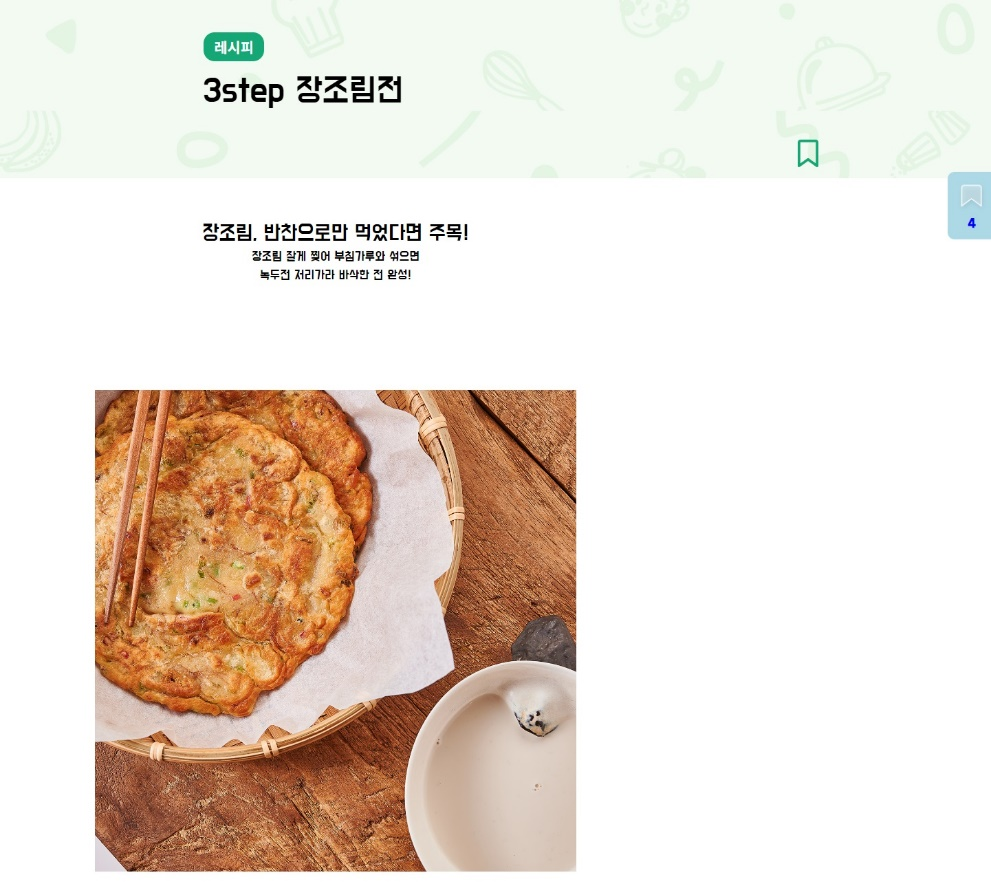 레시피
3step 장조림전
4
장조림, 반찬으로만 먹었다면 주목!
장조림 잘게 찢어 부침가루와 섞으면
녹두전 저리가라 바삭한 전 완성!